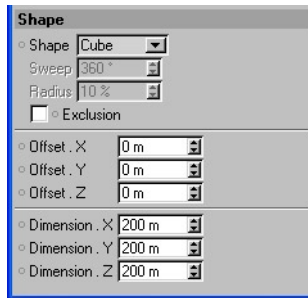 Shape
Shape Cube
Sweep 360 °
Radius 10 %
Exclusion
Offset . X 0 m
Offset . Y 0 m
Offset . Z 0 m
Dimension . X 200 m
Dimension . Y 200 m
Dimension . Z 200 m